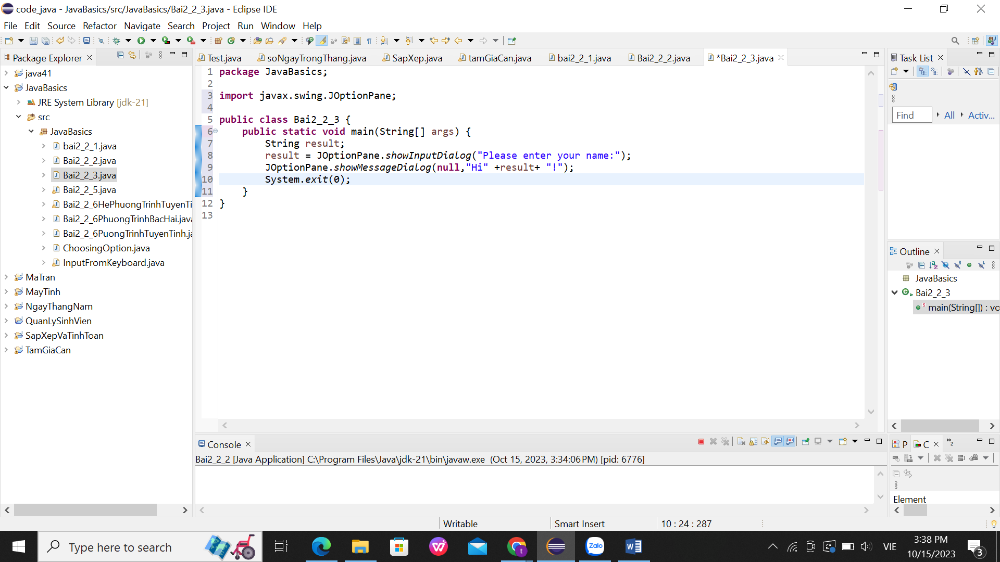 code_java - JavaBasics/src/JavaBasics/Bai2_2_3.java - Eclipse IDE
File Edit Source Refactor Navigate Search Project Run Window Help
Package Explorer
java41
JavaBasics
JRE System Library [jdk-21]
src
JavaBasics
bai2_2_1.java
Bai2_2_2.java
Bai2_2_3.java
Bai2_2_5.java
Bai2_2_6HePhuongTrinhTuyenTi
Bai2_2_6PhuongTrinhBacHai.java
Bai2_2_6PuongTrinhTuyenTinh.ja
ChoosingOption.java
InputFromKeyboard.java
MaTran
MayTinh
NgayThangNam
QuanLySinhVien
SapXepVaTinhToan
TamGiaCan
Test.java soNgayTrongThang.java SapXep.java tamGiaCan.java bai2_2_1.java Bai2_2_2.java *Bai2_2_3.java
1 package JavaBasics;
2
3 import javax.swing.JOptionPane;
4
5 public class Bai2_2_3 {
6 public static void main(String[] args) {
7 String result;
8 result = JOptionPane.showInputDialog("Please enter your name:");
9 JOptionPane.showMessageDialog(null,"Hi" +result+ "!");
10 System.exit(0);
11 }
12 }
13
Console
Bai2_2_2 [Java Application] C:\Program Files\Java\jdk-21\bin\javaw.exe (Oct 15, 2023, 3:34:06 PM) [pid: 6776]
Task List
Find All Activ...
Outline
JavaBasics
Bai2_2_3
main(String[]) : vo
P C 2
Element
Writable Smart Insert 10 : 24 : 287
Type here to search
Zalo
VIE
3:38 PM
10/15/2023
3